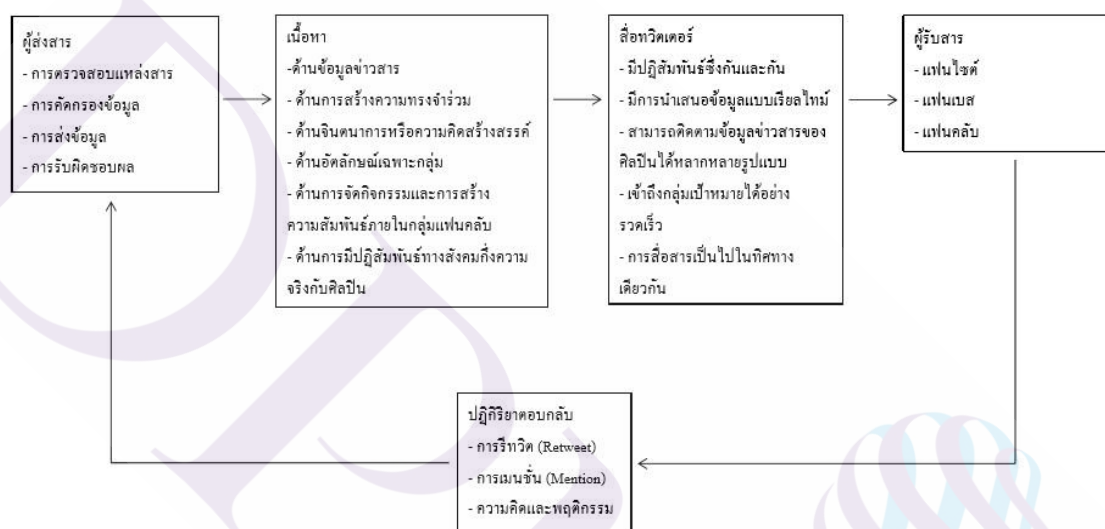 ผู้ส่งสาร
- การตรวจสอบแหล่งสาร
- การคัดกรองข้อมูล
- การส่งข้อมูล
- การรับผิดชอบผล
เนื้อหา
-ด้านข้อมูลข่าวสาร
- ด้านการสร้างความทรงจำร่วม
- ด้านจินตนาการหรือความคิดสร้างสรรค์
- ด้านอัตลักษณ์เฉพาะกลุ่ม
- ด้านการจัดกิจกรรมและการสร้าง
ความสัมพันธ์ภายในกลุ่มแฟนคลับ
- ด้านการมีปฏิสัมพันธ์ทางสังคมกึ่งความ
จริงกับศิลปิน
สื่อทวิตเตอร์
- มีปฏิสัมพันธ์ซึ่งกันและกัน
- มีการนำเสนอข้อมูลแบบเรียลไทม์
- สามารถติดตามข้อมูลข่าวสารของ
ศิลปินได้หลากหลายรูปแบบ
- เข้าถึงกลุ่มเป้าหมายได้อย่าง
รวดเร็ว
- การสื่อสารเป็นไปในทิศทาง
เดียวกัน
ผู้รับสาร
- แฟนไซต์
- แฟนเบส
- แฟนคลับ
ปฏิกิริยาตอบกลับ
- การรีทวิต (Retweet)
- การเมนชั่น (Mention)
- ความคิดและพฤติกรรม